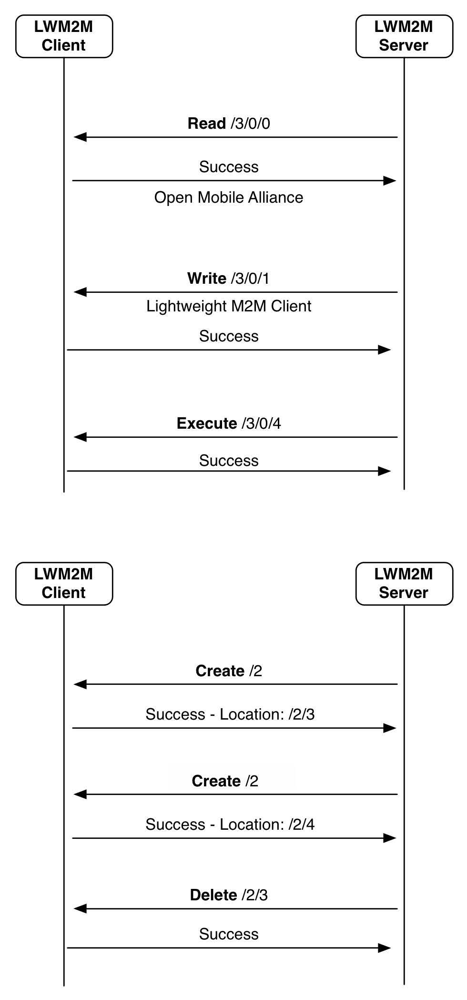 LWM2M
Client
LWM2M
Server
Read /3/0/0
Success
Open Mobile Alliance
Write /3/0/1
Lightweight M2M Client
Success
Execute /3/0/4
Success
LWM2M
Client
LWM2M
Server
Create /2
Success - Location: /2/3
Create /2
Success - Location: /2/4
Delete /2/3
Success